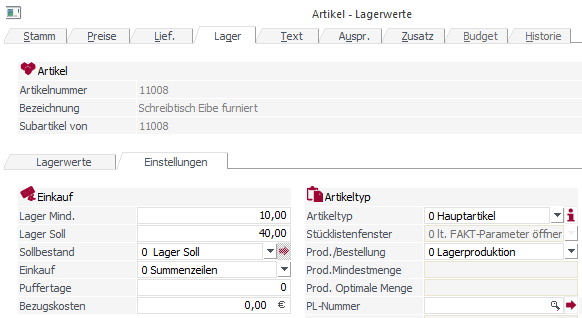 Artikel - Lagerwerte
Stamm Preise Lief. Lager Text Auspr. Zusatz Budget Historie
Artikel
Artikelnummer 11008
Bezeichnung Schreibtisch Eibe furniert
Subartikel von 11008
Lagerwerte Einstellungen
Einkauf
Lager Mind. 10,00
Lager Soll 40,00
Sollbestand 0 Lager Soll
Einkauf 0 Summenzeilen
Puffertage 0
Bezugskosten 0,00 €
Artikeltyp
Artikeltyp 0 Hauptartikel
Stücklistenfenster 0 lt. FAKT-Parameter öffner
Prod./Bestellung 0 Lagerproduktion
Prod.Mindestmenge
Prod. Optimale Menge
PL-Nummer